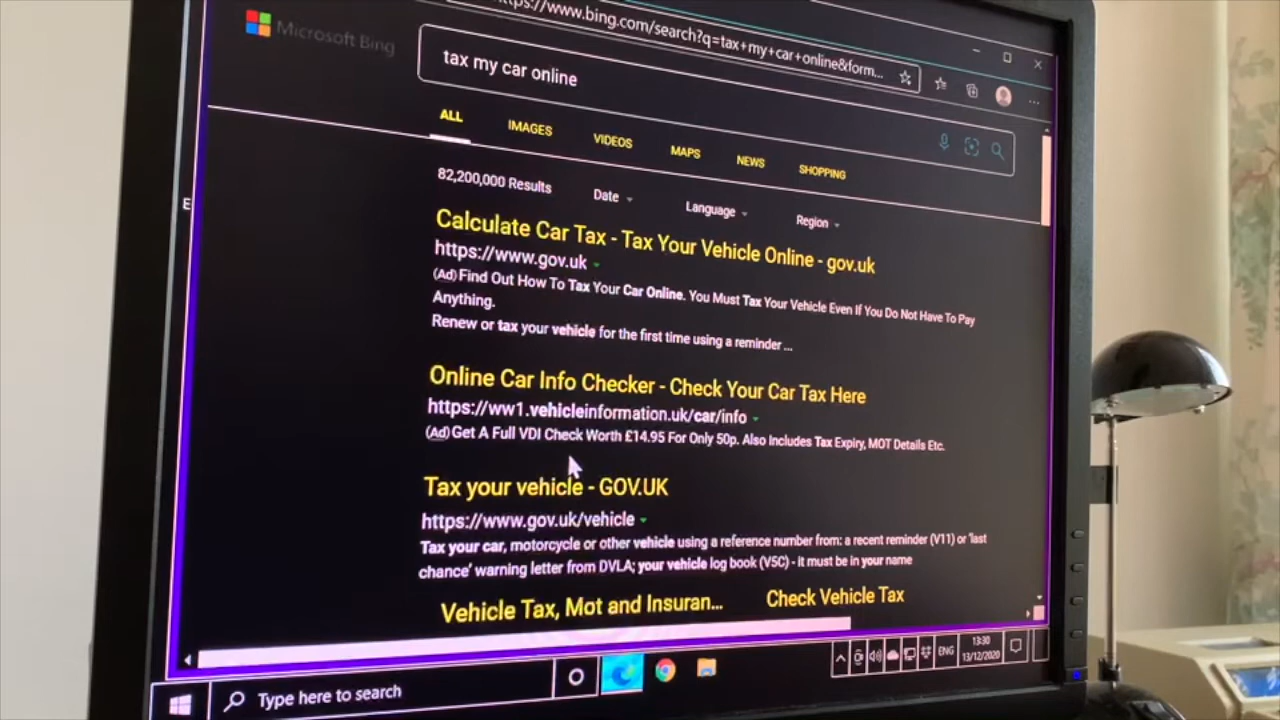 https://www.bing.com/search?q=tax+my+car+online&form...
Microsoft Bing
tax my car online
ALL IMAGES VIDEOS MAPS NEWS SHOPPING
82,200,000 Results Date Language Region
Calculate Car Tax - Tax Your Vehicle Online - gov.uk
https://www.gov.uk
(Ad) Find Out How To Tax Your Car Online. You Must Tax Your Vehicle Even If You Do Not Have To Pay
Anything.
Renew or tax your vehicle for the first time using a reminder ...
Online Car Info Checker - Check Your Car Tax Here
https://ww1.vehicleinformation.uk/car/info
(Ad) Get A Full VDI Check Worth £14.95 For Only 50p. Also Includes Tax Expiry, MOT Details Etc.
Tax your vehicle - GOV.UK
https://www.gov.uk/vehicle
Tax your car, motorcycle or other vehicle using a reference number from: a recent reminder (V11) or 'last
chance' warning letter from DVLA; your vehicle log book (V5C) - it must be in your name
Vehicle Tax, Mot and Insuran... Check Vehicle Tax
E
Type here to search
ENG
13:30
13/12/2020